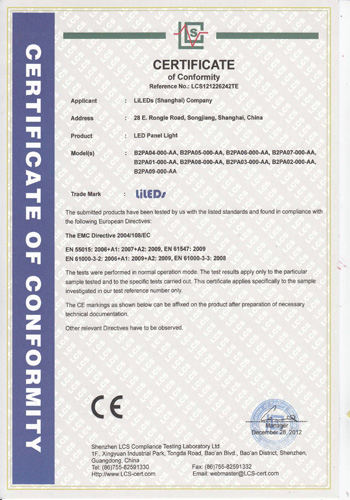 LCS
CERTIFICATE OF CONFORMITY
CERTIFICATE
of Conformity
Reference No.: LCS121226242TE
Applicant : LiLEDs (Shanghai) Company
Address : 28 E. Rongle Road, Songjiang, Shanghai, China
Product : LED Panel Light
Model(s) : B2PA04-000-AA, B2PA05-000-AA, B2PA06-000-AA, B2PA07-000-AA,
B2PA01-000-AA, B2PA08-000-AA, B2PA03-000-AA, B2PA02-000-AA,
B2PA09-000-AA
Trade Mark : LiLEDs
The submitted products have been tested by us with the listed standards and found in compliance with
the following European Directives:
The EMC Directive 2004/108/EC
EN 55015: 2006+A1: 2007+A2: 2009, EN 61547: 2009
EN 61000-3-2: 2006+A1: 2009+A2: 2009, EN 61000-3-3: 2008
The tests were performed in normal operation mode. The test results apply only to the particular
sample tested and to the specific tests carried out. This certificate applies specifically to the sample
investigated in our test reference number only.
The CE markings as shown below can be affixed on the product after preparation of necessary
technical documentation.
Other relevant Directives have to be observed.
CE
Manager
December 28, 2012
Shenzhen LCS Compliance Testing Laboratory Ltd.
1F., Xingyuan Industrial Park, Tongda Road, Bao'an Blvd., Bao'an District, Shenzhen,
Guangdong, China
Tel: (86)755-82591330 Fax: (86)755-82591332
Http://www.LCS-cert.com Email: webmaster@LCS-cert.com